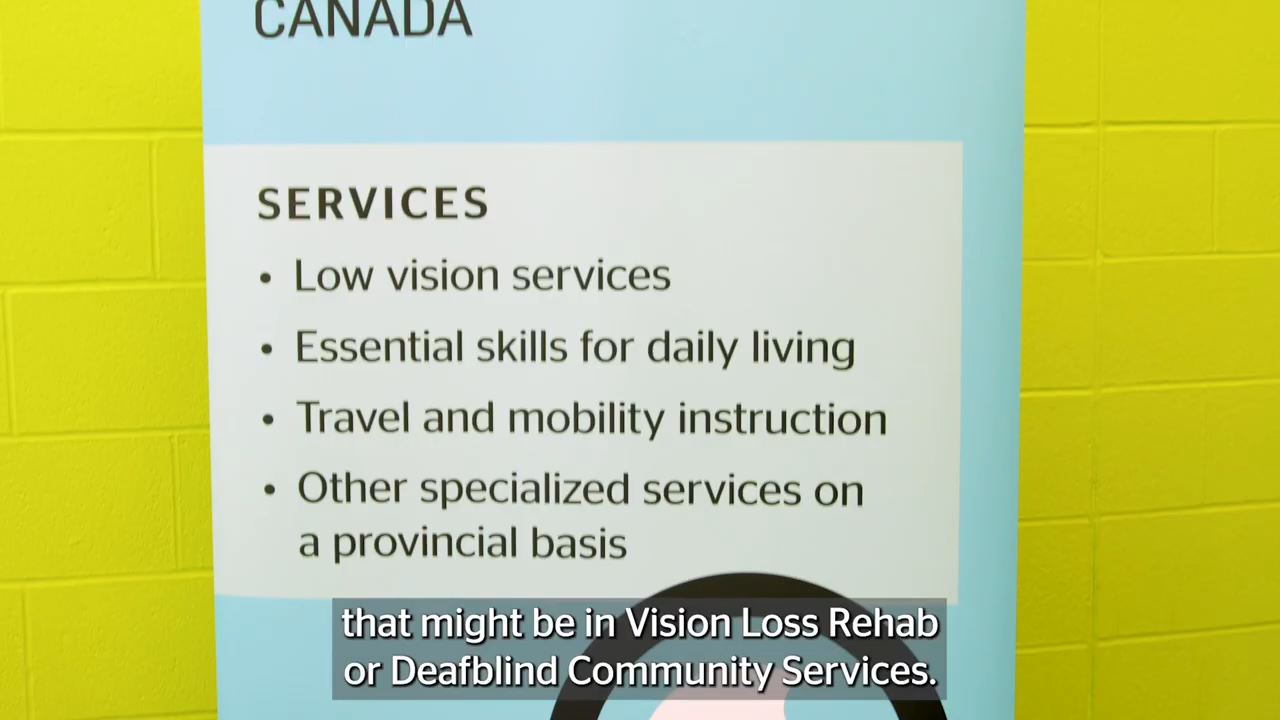 CANADA
SERVICES
• Low vision services
• Essential skills for daily living
• Travel and mobility instruction
• Other specialized services on
a provincial basis
that might be in Vision Loss Rehab
or Deafblind Community Services.